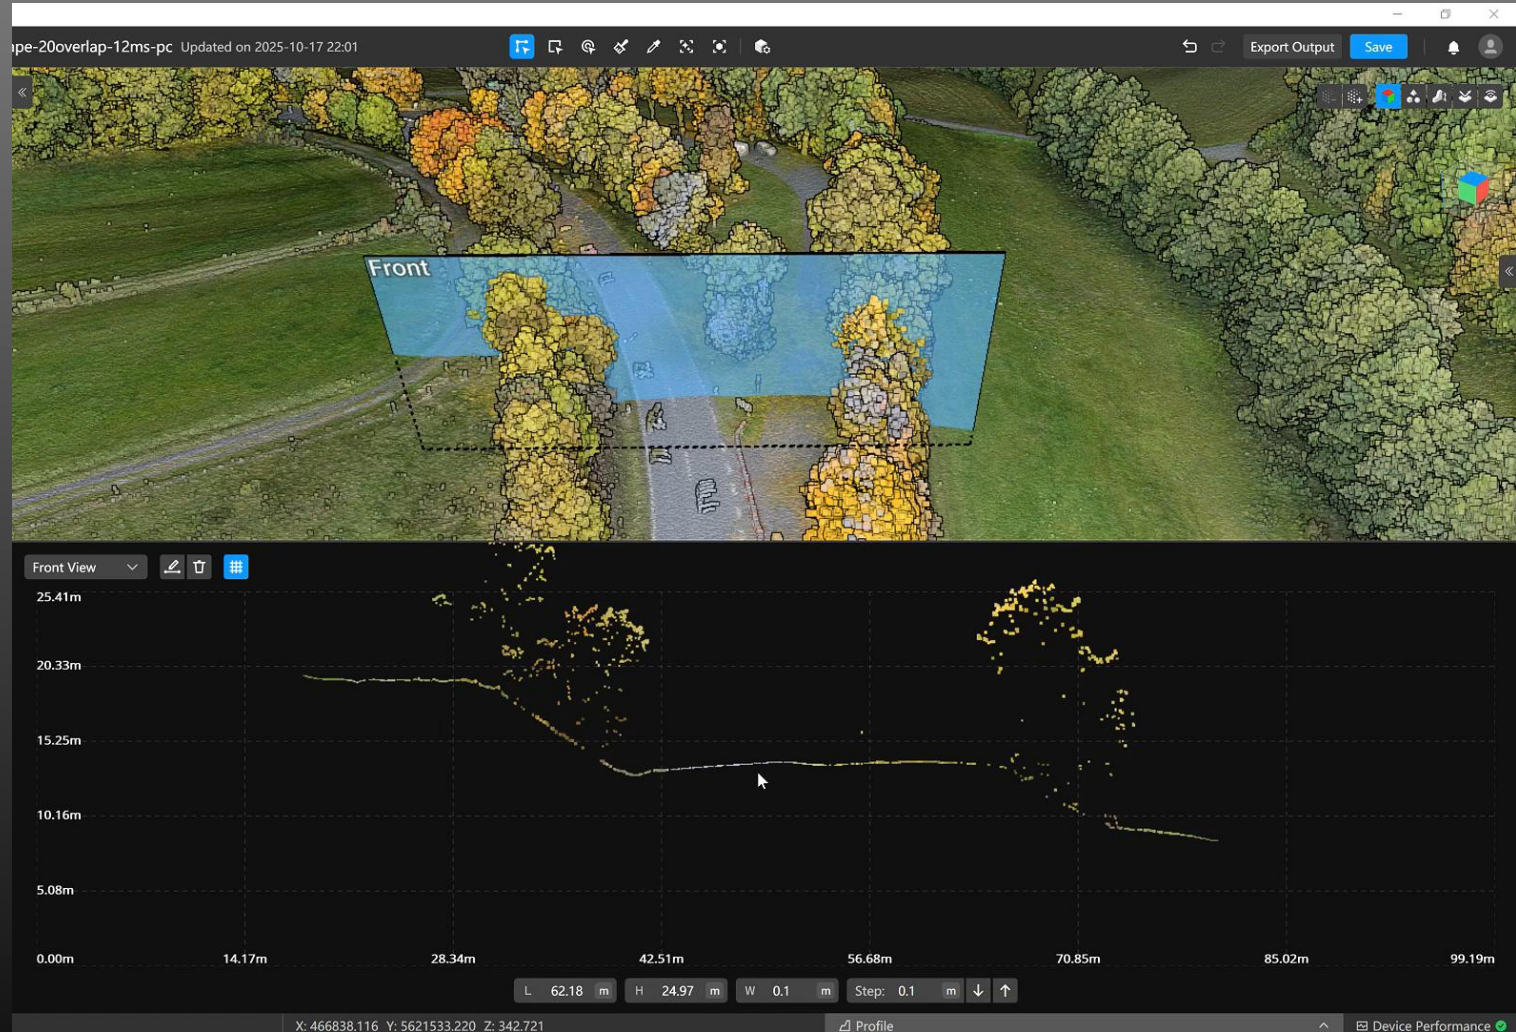 ape-20overlap-12ms-pc Updated on 2025-10-17 22:01
Export Output Save
Front
Front View
25.41m
20.33m
15.25m
10.16m
5.08m
0.00m 14.17m 28.34m 42.51m 56.68m 70.85m 85.02m 99.19m
L 62.18 m H 24.97 m W 0.1 m Step: 0.1 m
X: 466838.116 Y: 5621533.220 Z: 342.721 Profile Device Performance